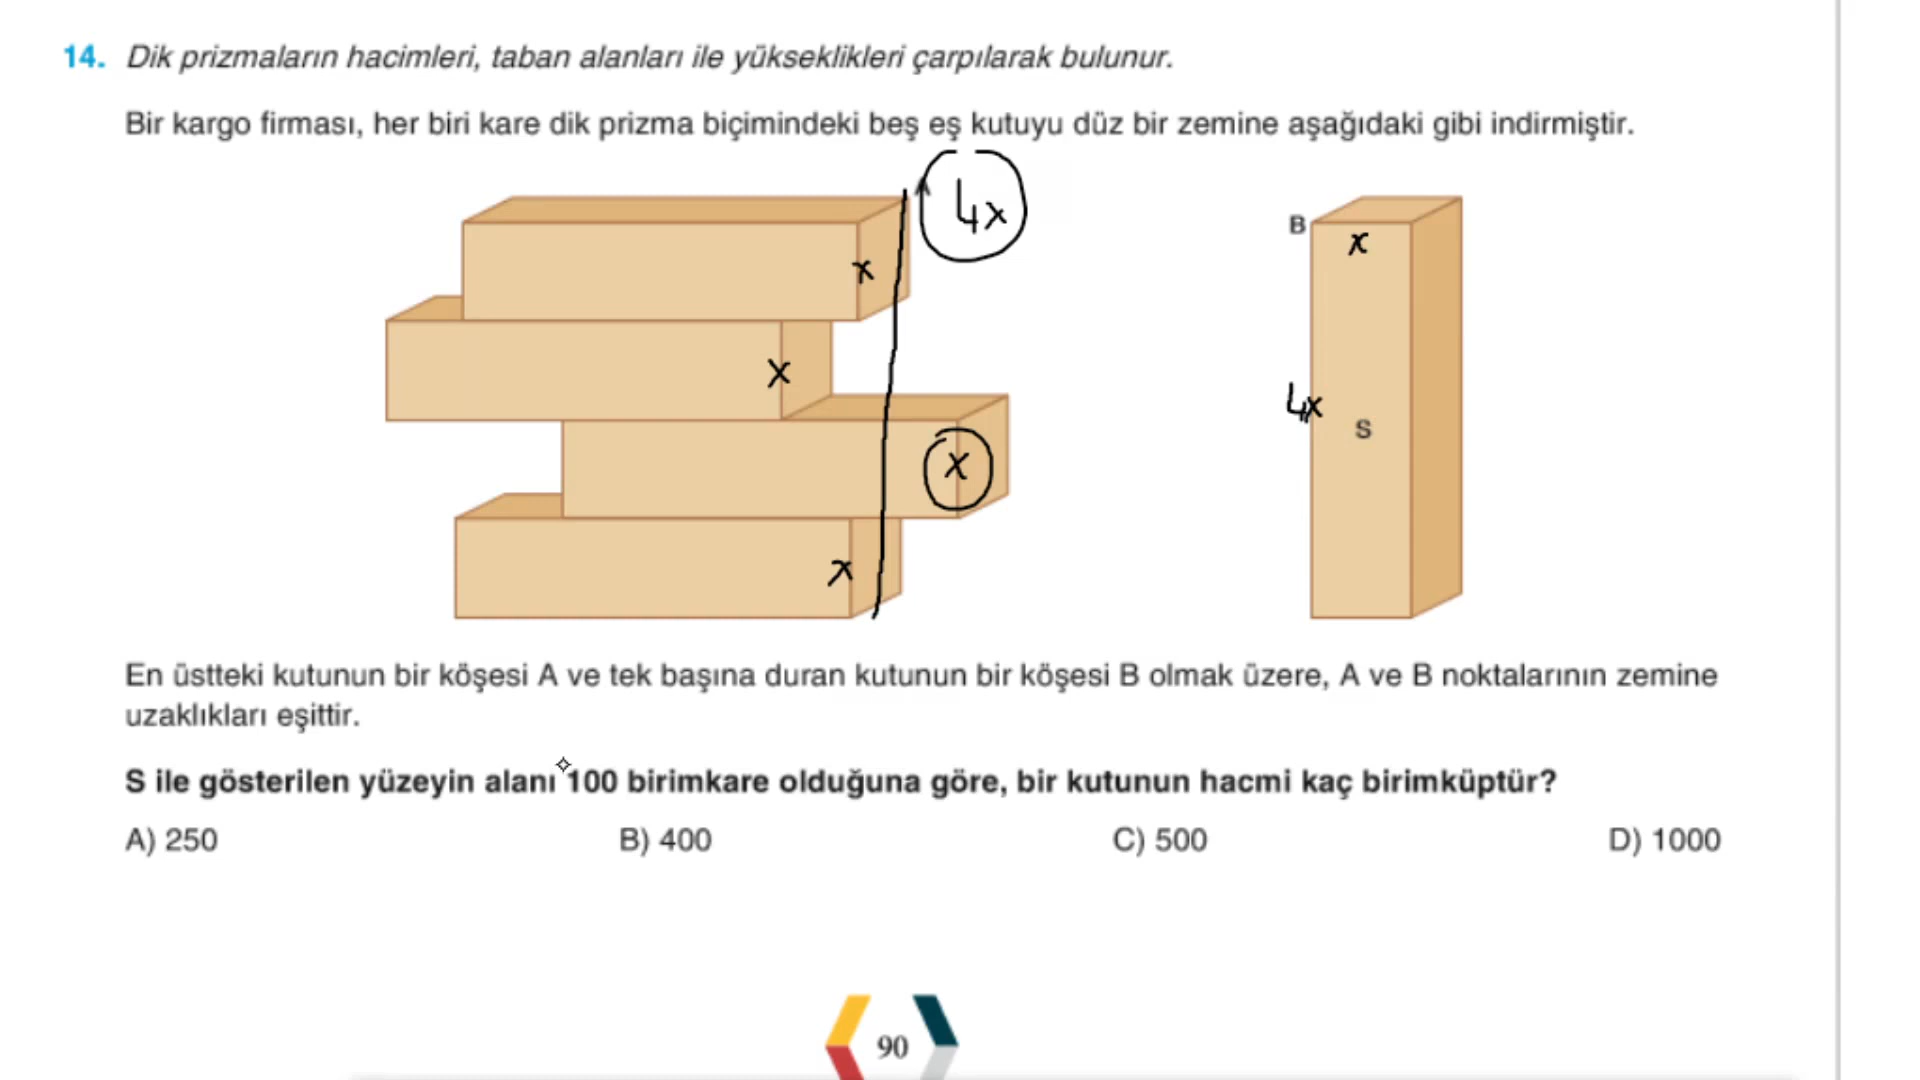 14. Dik prizmaların hacimleri, taban alanları ile yükseklikleri çarpılarak bulunur.
Bir kargo firması, her biri kare dik prizma biçimindeki beş eş kutuyu düz bir zemine aşağıdaki gibi indirmiştir.
A 4x
B
x
x
x
4x
S
x
x
En üstteki kutunun bir köşesi A ve tek başına duran kutunun bir köşesi B olmak üzere, A ve B noktalarının zemine
uzaklıkları eşittir.
S ile gösterilen yüzeyin alanı 100 birimkare olduğuna göre, bir kutunun hacmi kaç birimküptür?
A) 250 B) 400 C) 500 D) 1000
90